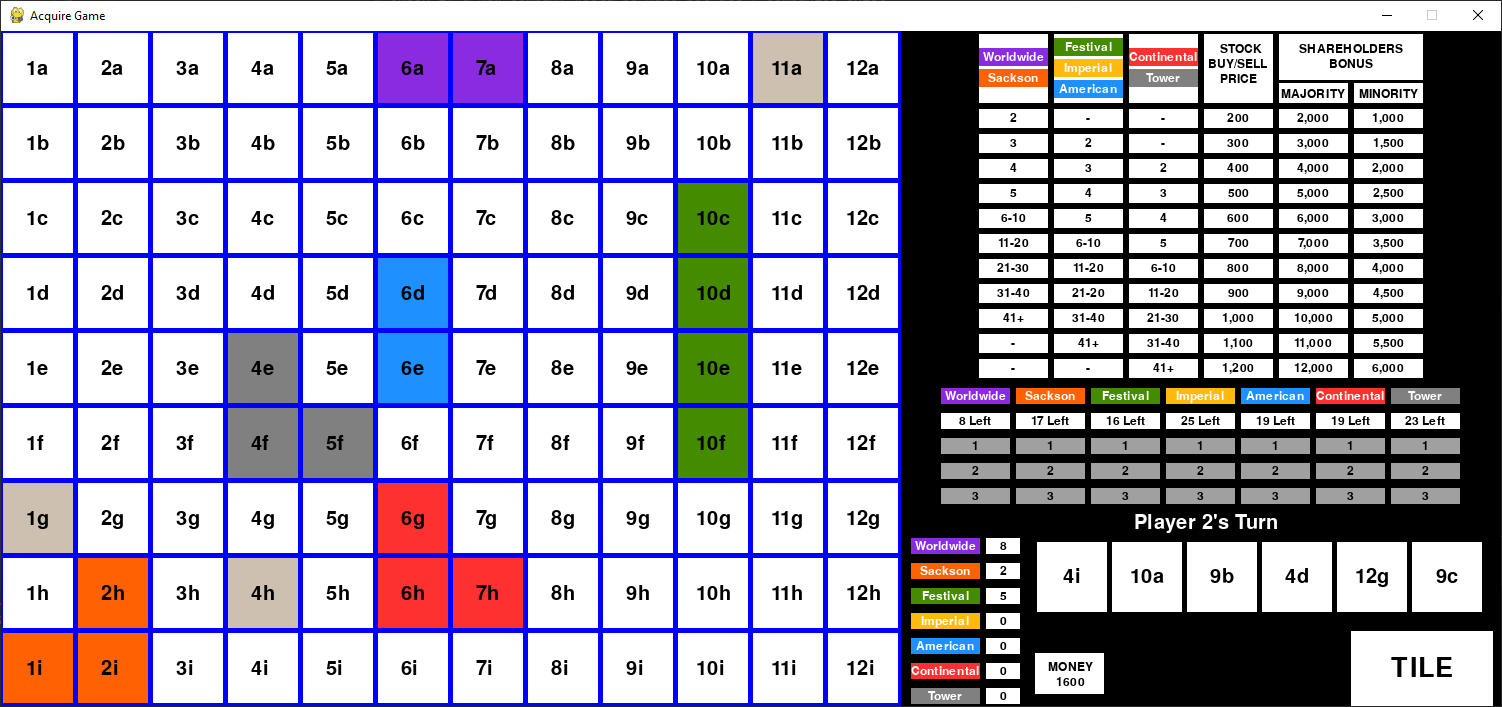 Acquire Game
1a 2a 3a 4a 5a 6a 7a 8a 9a 10a 11a 12a
1b 2b 3b 4b 5b 6b 7b 8b 9b 10b 11b 12b
1c 2c 3c 4c 5c 6c 7c 8c 9c 10c 11c 12c
1d 2d 3d 4d 5d 6d 7d 8d 9d 10d 11d 12d
1e 2e 3e 4e 5e 6e 7e 8e 9e 10e 11e 12e
1f 2f 3f 4f 5f 6f 7f 8f 9f 10f 11f 12f
1g 2g 3g 4g 5g 6g 7g 8g 9g 10g 11g 12g
1h 2h 3h 4h 5h 6h 7h 8h 9h 10h 11h 12h
1i 2i 3i 4i 5i 6i 7i 8i 9i 10i 11i 12i
Worldwide
Sackson
Festival
Imperial
American
Continental
Tower
STOCK
BUY/SELL
PRICE
SHAREHOLDERS
BONUS
MAJORITY MINORITY
2 - - 200 2,000 1,000
3 2 - 300 3,000 1,500
4 3 2 400 4,000 2,000
5 4 3 500 5,000 2,500
6-10 5 4 600 6,000 3,000
11-20 6-10 5 700 7,000 3,500
21-30 11-20 6-10 800 8,000 4,000
31-40 21-20 11-20 900 9,000 4,500
41+ 31-40 21-30 1,000 10,000 5,000
- 41+ 31-40 1,100 11,000 5,500
- - 41+ 1,200 12,000 6,000
Worldwide Sackson Festival Imperial American Continental Tower
8 Left 17 Left 16 Left 25 Left 19 Left 19 Left 23 Left
1 1 1 1 1 1 1
2 2 2 2 2 2 2
3 3 3 3 3 3 3
Player 2's Turn
Worldwide 8
Sackson 2
Festival 5
Imperial 0
American 0
Continental 0
Tower 0
4i 10a 9b 4d 12g 9c
MONEY
1600
TILE